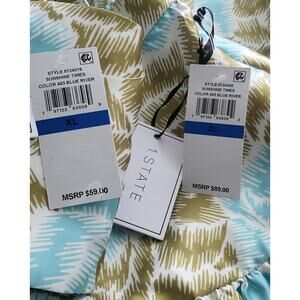 STYLE 8124016
SUNSHINE TIMES
COLOR 463 BLUE RIVER
XL
MSRP $59.00
1.STATE
SUNSHINE TIMES
COLOR 463 BLUE RIVER
XL
MSRP $89.00